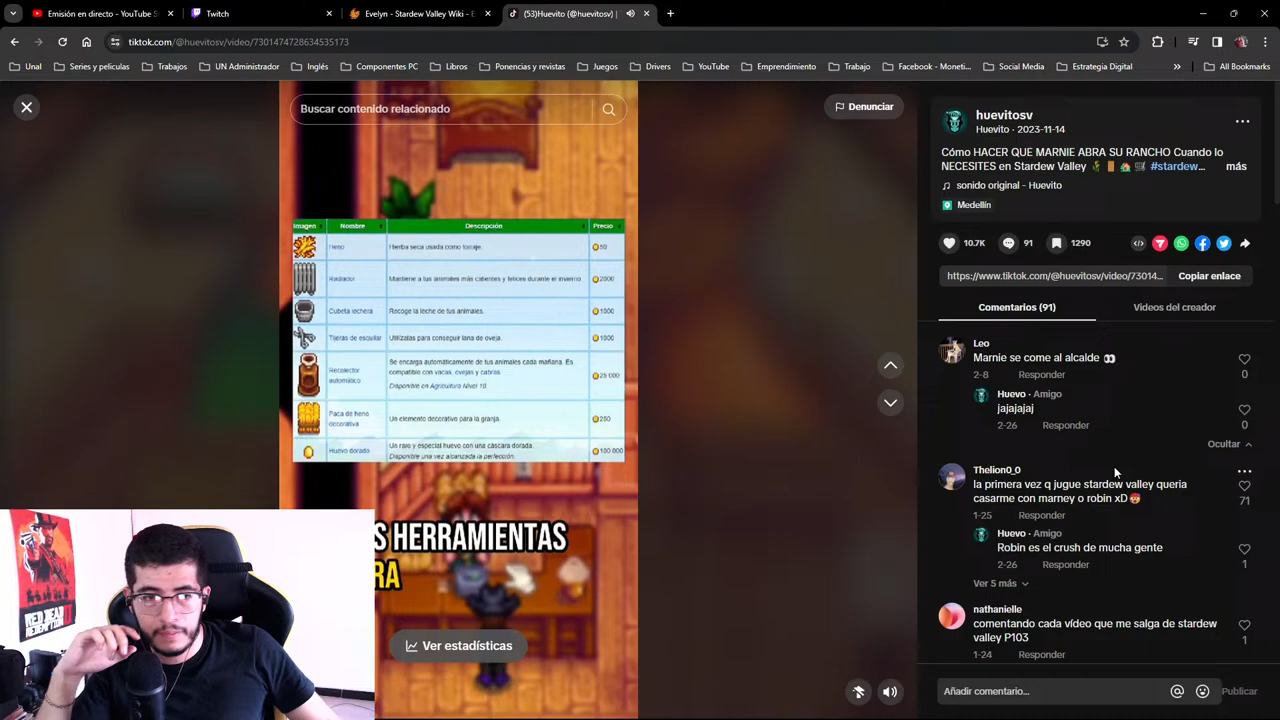 Emisión en directo - YouTube S
Twitch
Evelyn - Stardew Valley Wiki - E
(53)Huevito (@huevitosv) |
tiktok.com/@huevitosv/video/7301474728634535173
Unal
Series y películas
Trabajos
UN Administrador
Inglés
Componentes PC
Libros
Ponencias y revistas
Juegos
Drivers
YouTube
Emprendimiento
Trabajo
Facebook - Moneti...
Social Media
Estrategia Digital
All Bookmarks
Buscar contenido relacionado
Denunciar
Imagen Nombre Descripción Precio
Heno Hierba seca usada como forraje. 50
Radiador Mantiene a tus animales más calientes y felices durante el invierno 2000
Cubeta lechera Recoge la leche de tus animales. 1000
Tijeras de esquilar Utilízalas para conseguir lana de oveja. 1000
Recolector automático
Se encarga automáticamente de tus animales cada mañana. Es
compatible con vacas, ovejas y cabras.
Disponible en Agricultura Nivel 10.
25 000
Paca de heno decorativa
Un elemento decorativo para la granja. 250
Huevo dorado
Un raro y especial huevo con una cáscara dorada.
Disponible una vez alcanzada la perfección.
100 000
S HERRAMIENTAS
RA
Ver estadísticas
RED DEAD
REDEMPTION
huevitosv
Huevito · 2023-11-14
Cómo HACER QUE MARNIE ABRA SU RANCHO Cuando lo
NECESITES en Stardew Valley #stardew... más
sonido original - Huevito
Medellín
10.7K 91 1290
https://www.tiktok.com/@huevitosv/video/73014... Copiar enlace
Comentarios (91) Videos del creador
Leo
Marnie se come al alcalde 👀
2-8 Responder 0
Huevo · Amigo
jajajajaj
2-26 Responder 0
Ocultar
Thelion0_0
la primera vez q jugue stardew valley queria
casarme con marney o robin xD
71
1-25 Responder
Huevo · Amigo
Robin es el crush de mucha gente
2-26 Responder 1
Ver 5 más
nathanielle
comentando cada vídeo que me salga de stardew
valley P103
1
1-24 Responder
Añadir comentario...
Publicar